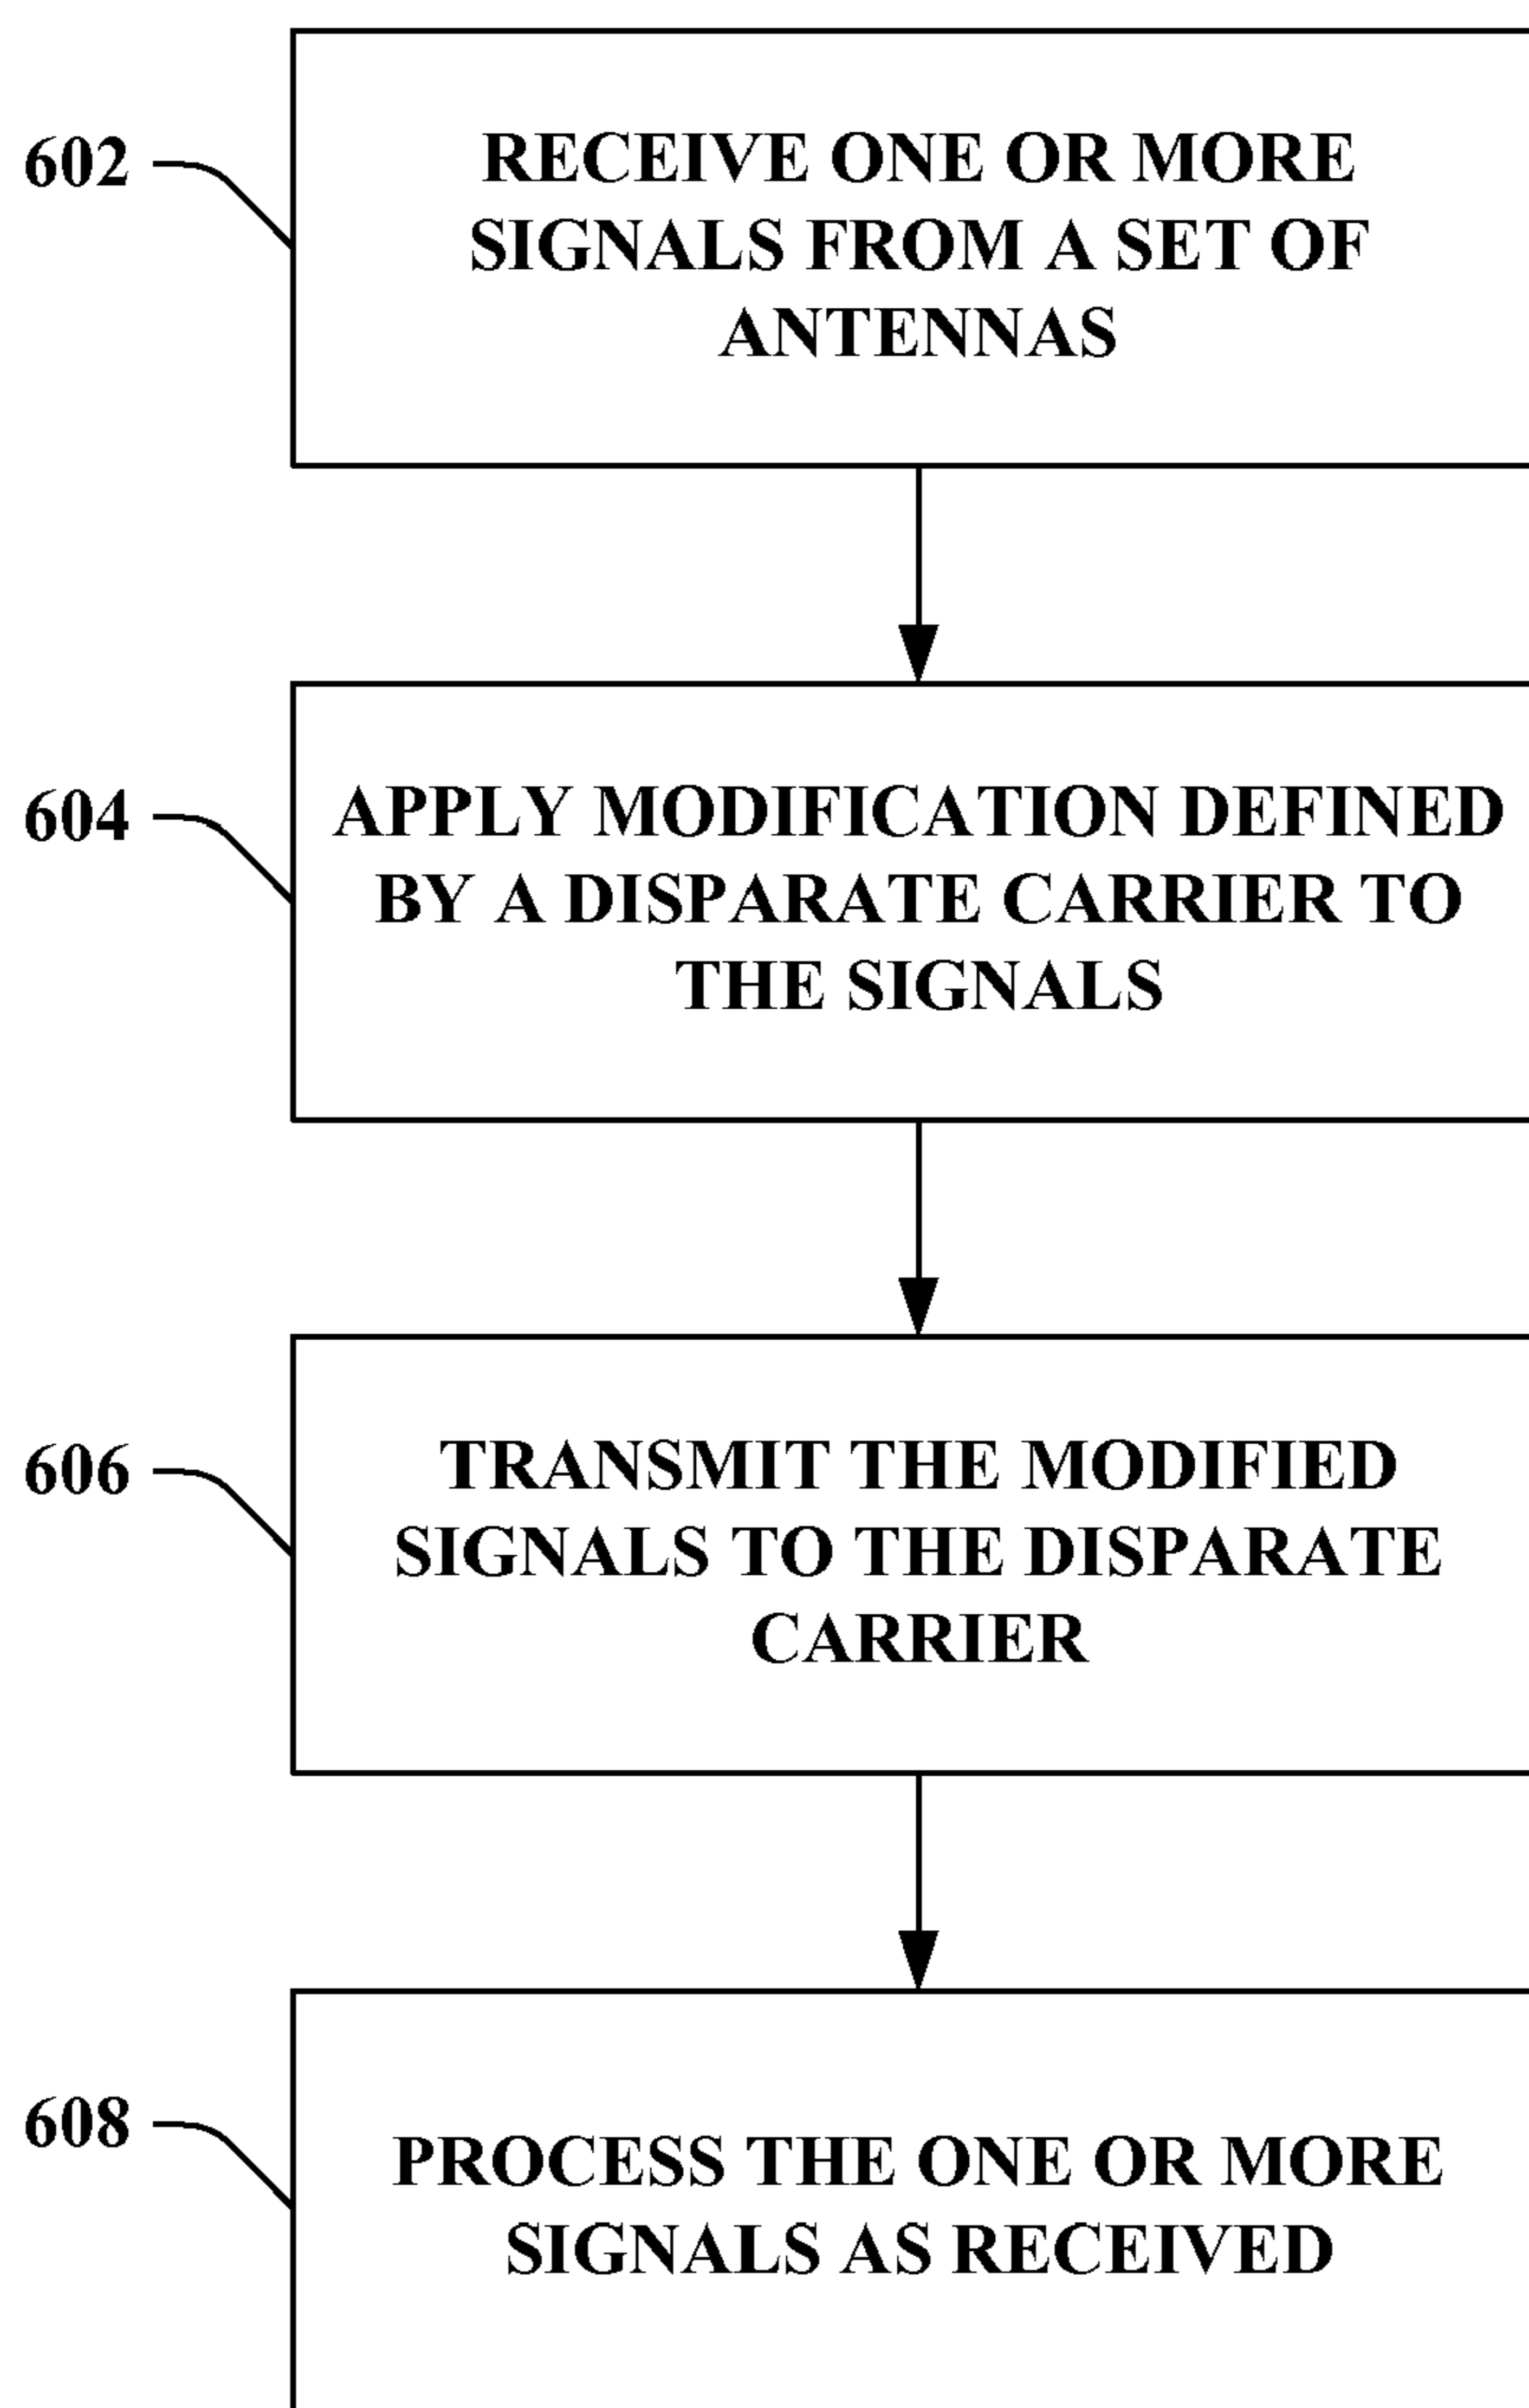 602
RECEIVE ONE OR MORE
SIGNALS FROM A SET OF
ANTENNAS
604
APPLY MODIFICATION DEFINED
BY A DISPARATE CARRIER TO
THE SIGNALS
606
TRANSMIT THE MODIFIED
SIGNALS TO THE DISPARATE
CARRIER
608
PROCESS THE ONE OR MORE
SIGNALS AS RECEIVED